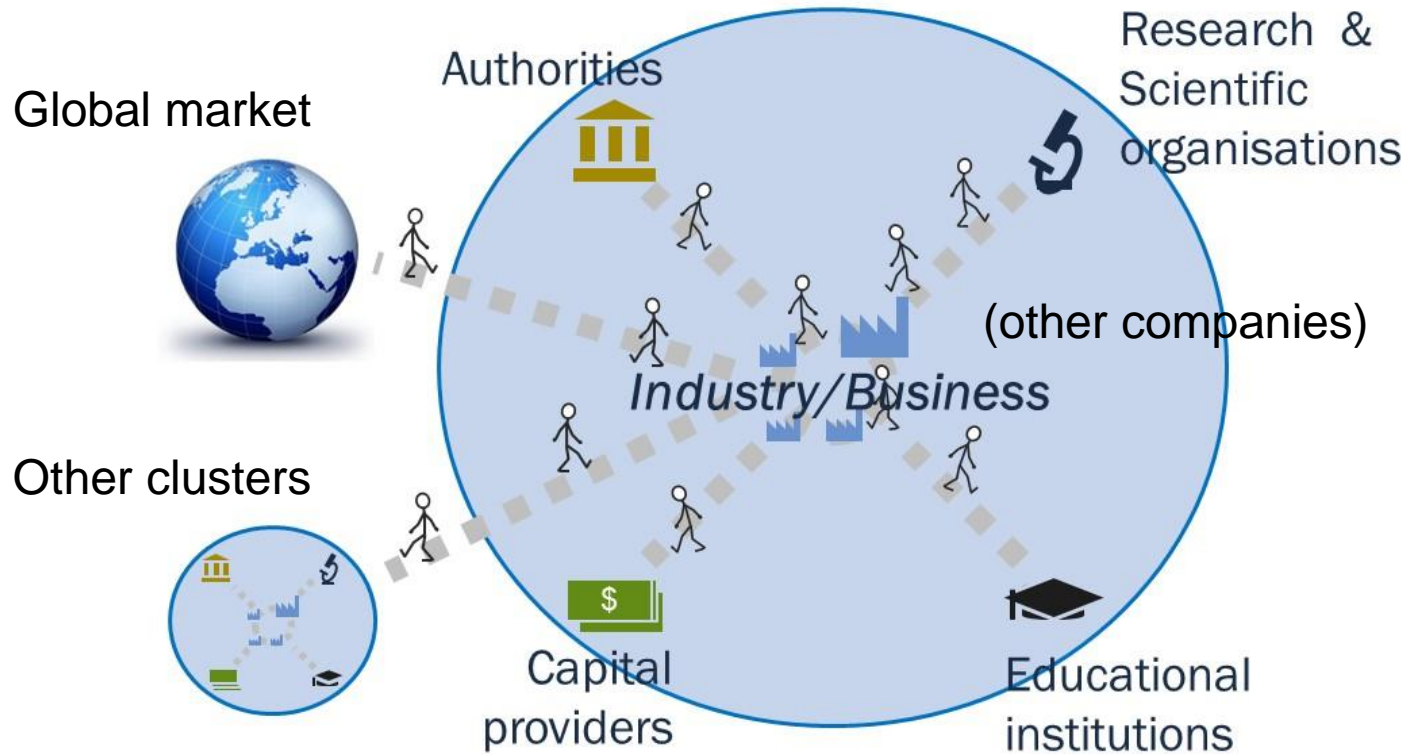 Global market
Authorities
Research &
Scientific
organisations
(other companies)
Industry/Business
Other clusters
$
Capital
providers
Educational
institutions